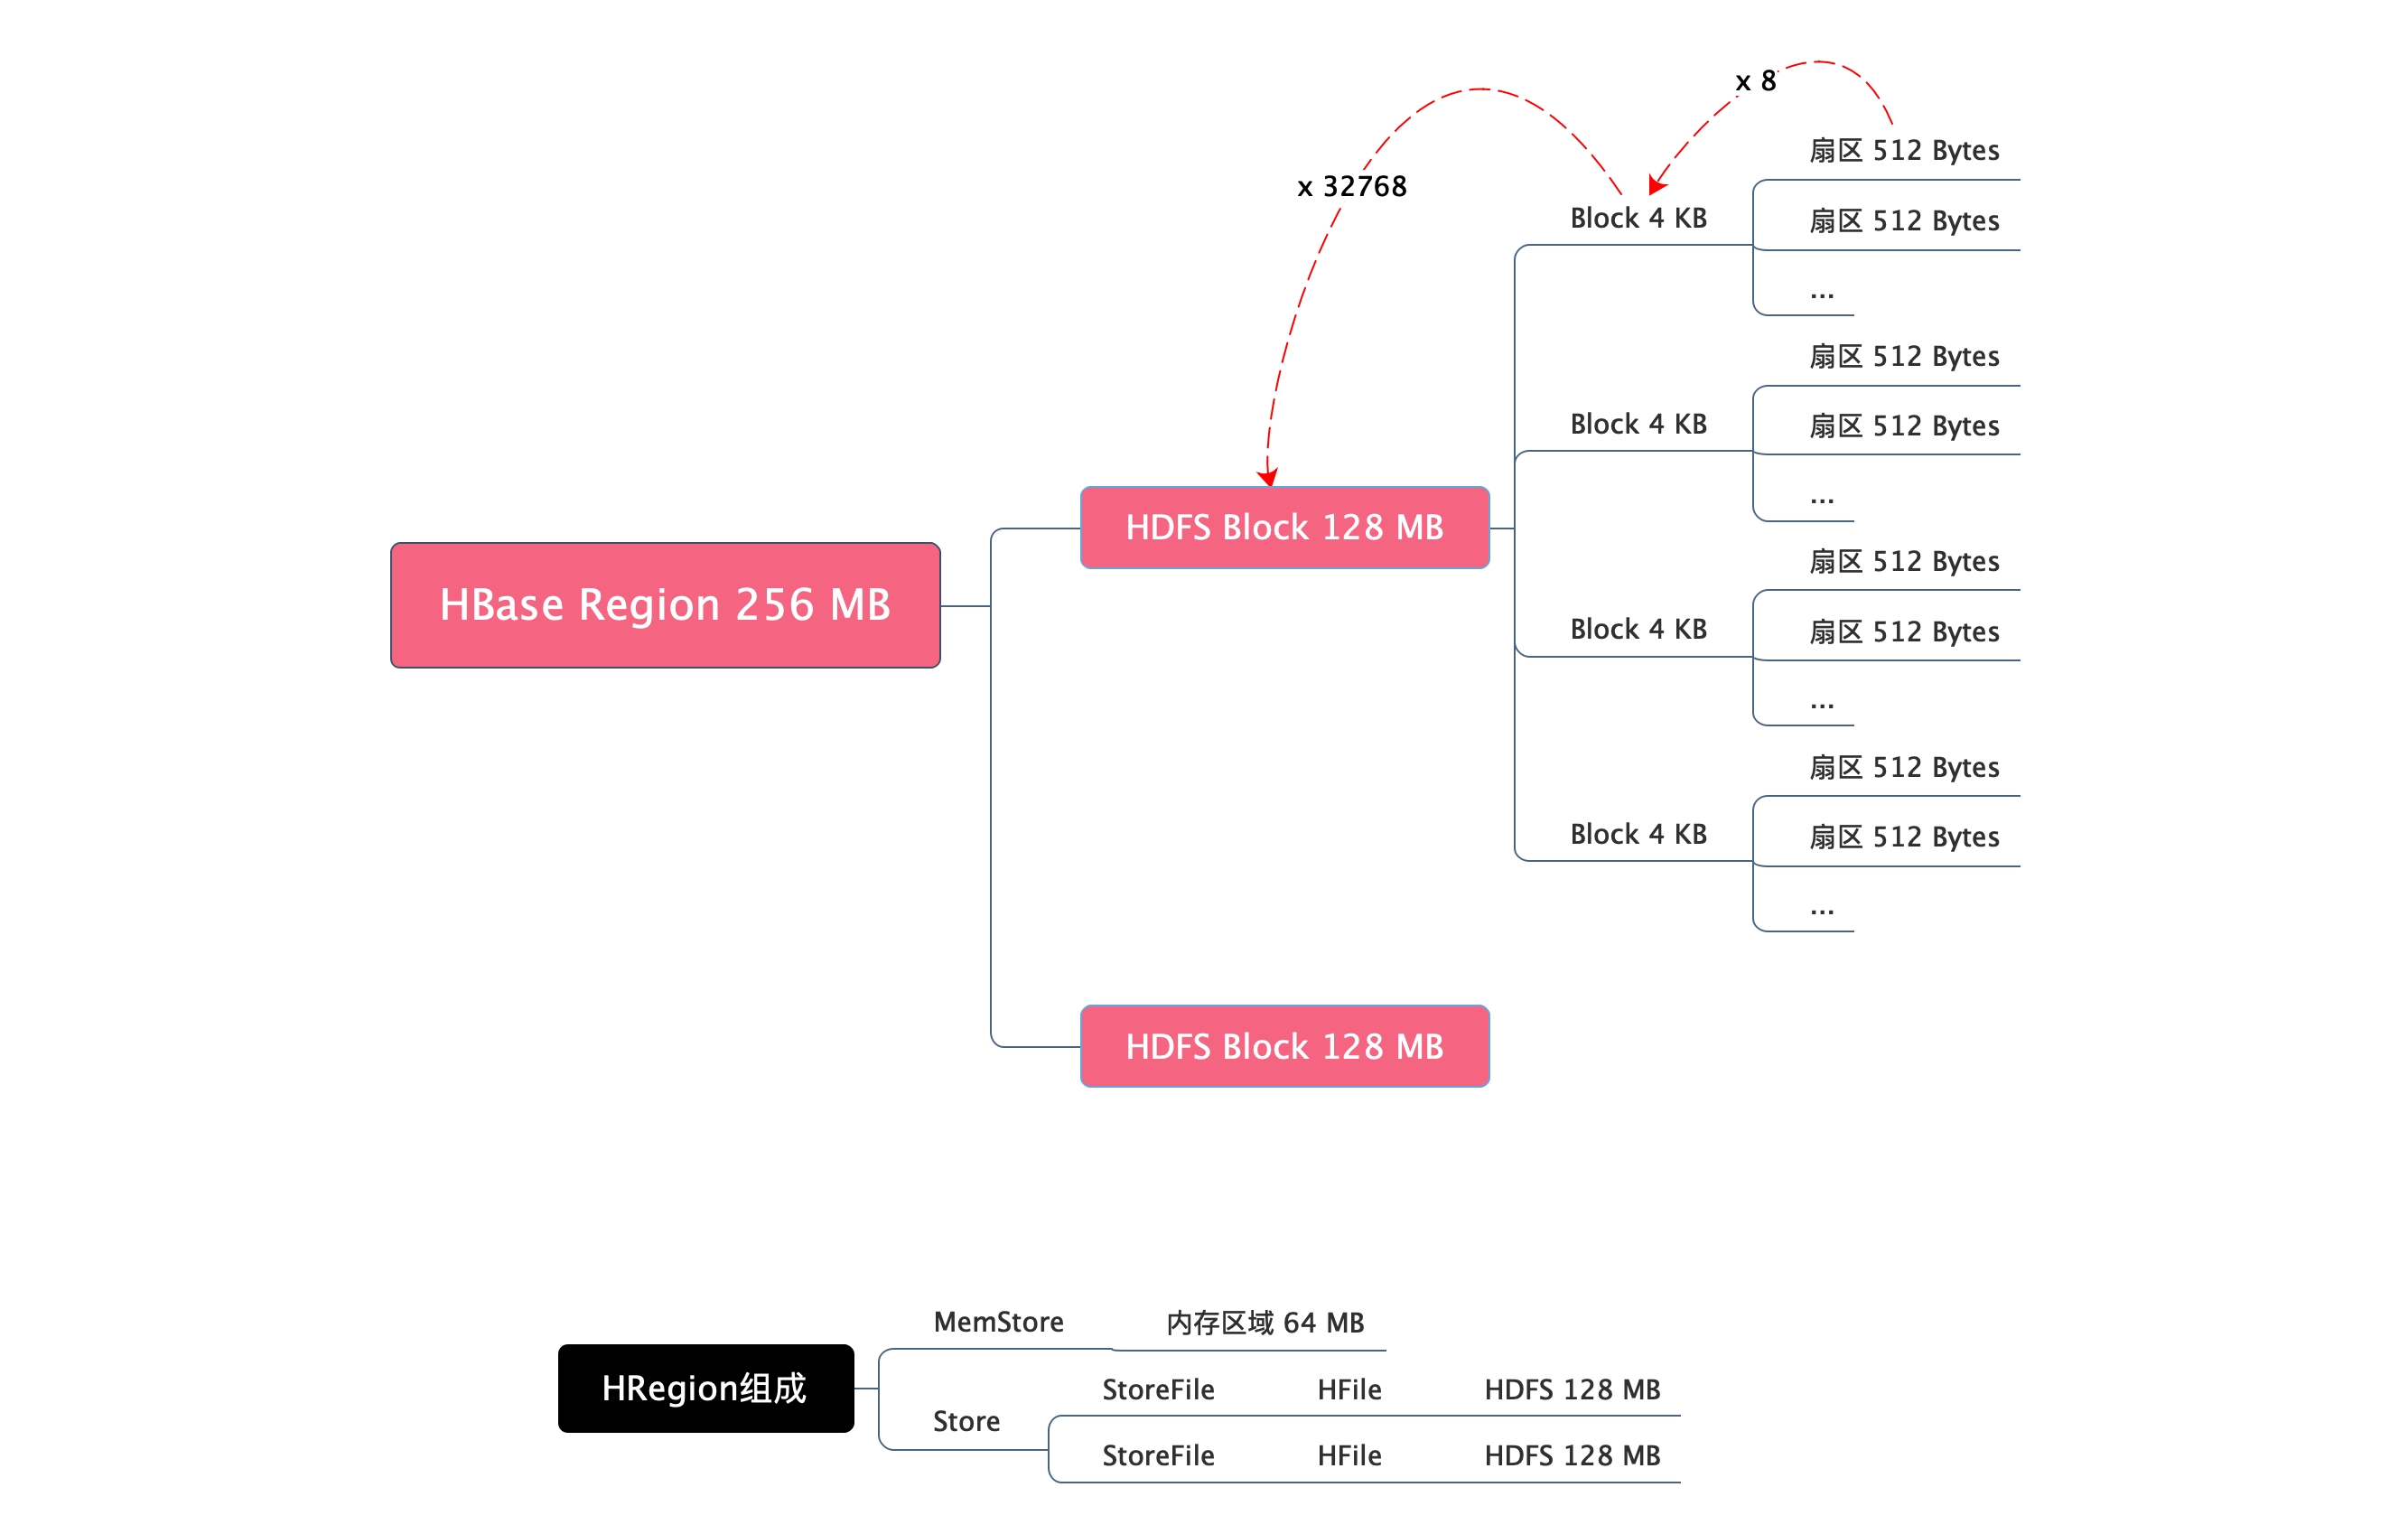 x 8
x 32768
扇区 512 Bytes
Block 4 KB
扇区 512 Bytes
...
扇区 512 Bytes
Block 4 KB
扇区 512 Bytes
...
HDFS Block 128 MB
扇区 512 Bytes
HBase Region 256 MB
Block 4 KB
扇区 512 Bytes
...
扇区 512 Bytes
Block 4 KB
扇区 512 Bytes
...
HDFS Block 128 MB
MemStore
内存区域 64 MB
HRegion组成
StoreFile HFile HDFS 128 MB
Store
StoreFile HFile HDFS 128 MB